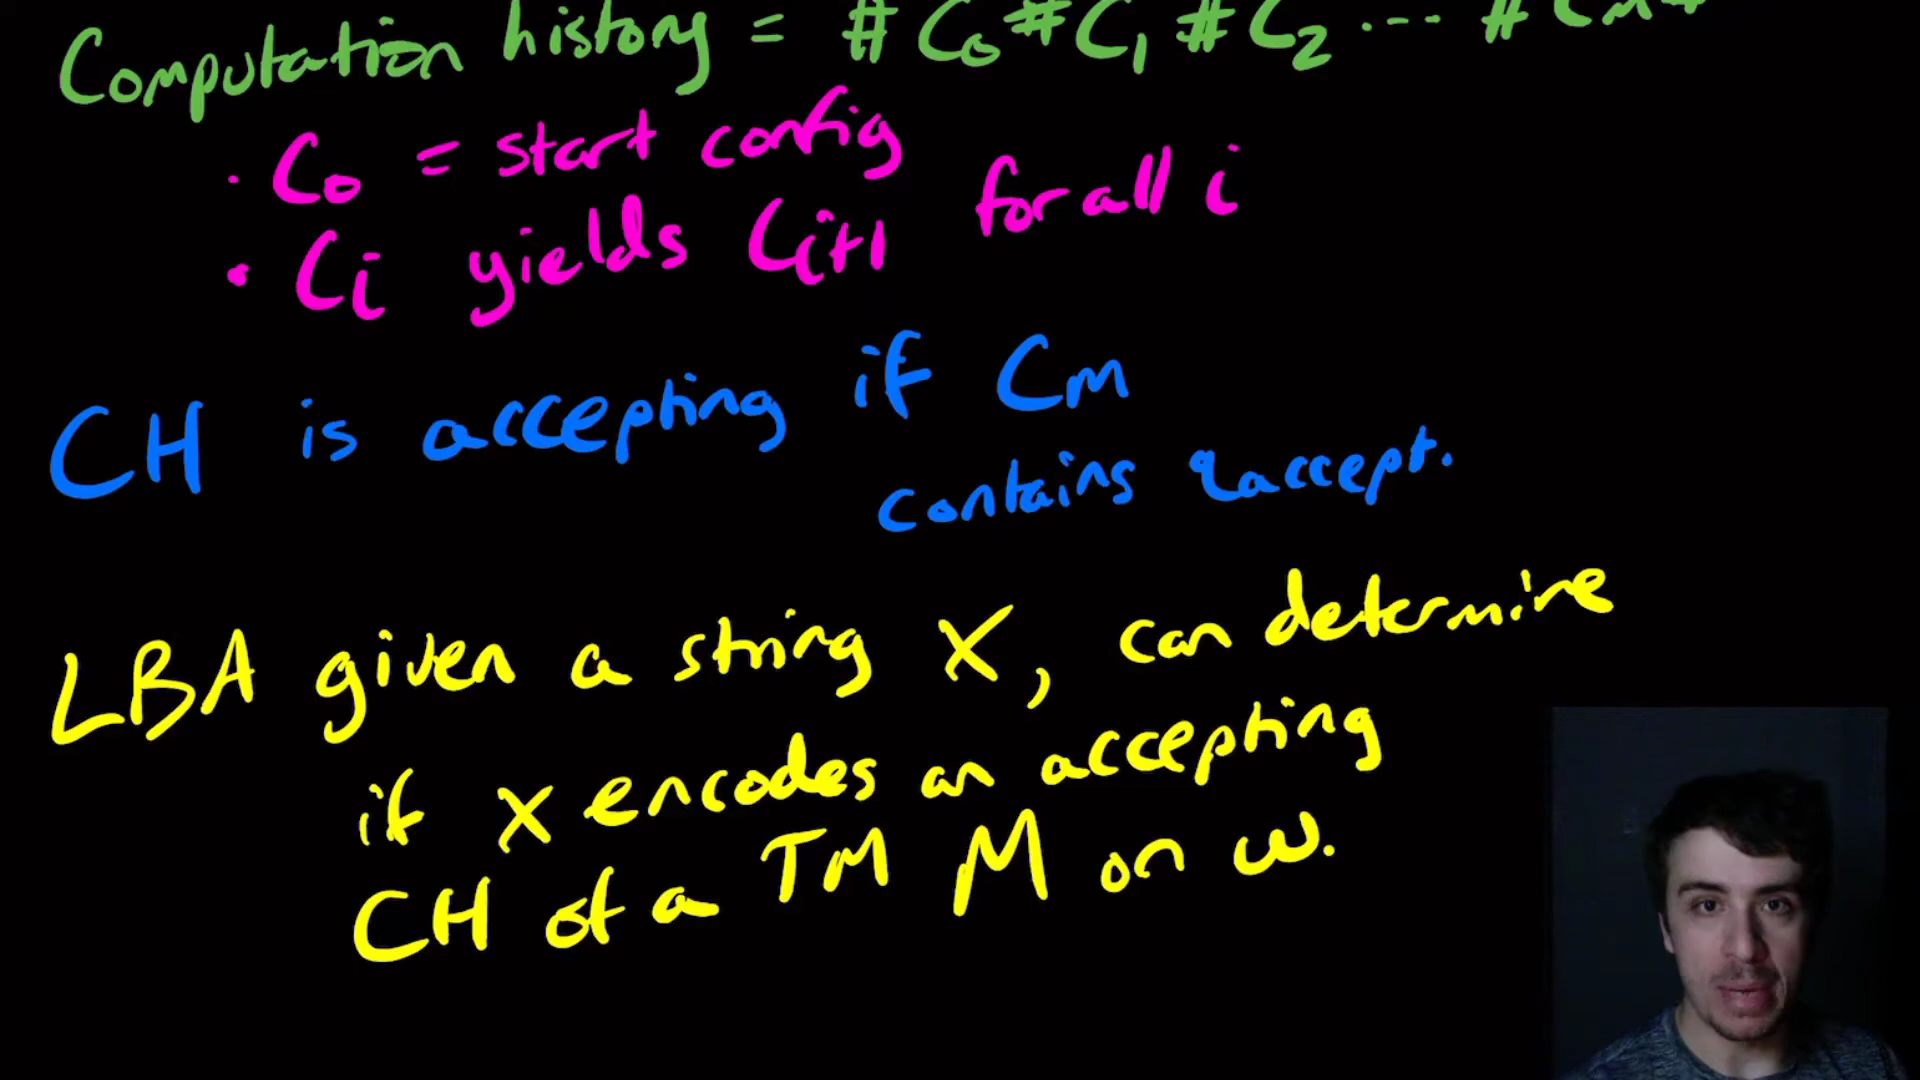 Computation history = # C0 # C1 # C2 ... # Cm #
• C0 = start config
• Ci yields Ci+1 for all i
CH is accepting if Cm
contains qaccept.
LBA given a string X, can determine
if X encodes an accepting
CH of a TM M on w.